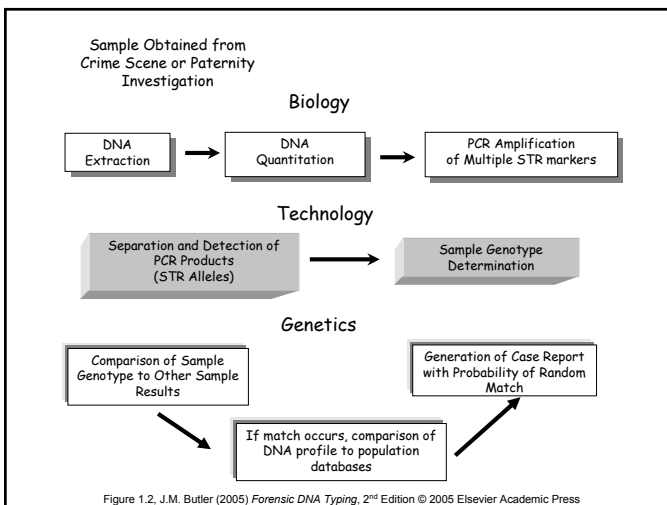 Sample Obtained from
Crime Scene or Paternity
Investigation
Biology
DNA
Extraction
DNA
Quantitation
PCR Amplification
of Multiple STR markers
Technology
Separation and Detection of
PCR Products
(STR Alleles)
Sample Genotype
Determination
Genetics
Comparison of Sample
Genotype to Other Sample
Results
Generation of Case Report
with Probability of Random
Match
If match occurs, comparison of
DNA profile to population
databases
Figure 1.2, J.M. Butler (2005) Forensic DNA Typing, 2nd Edition © 2005 Elsevier Academic Press